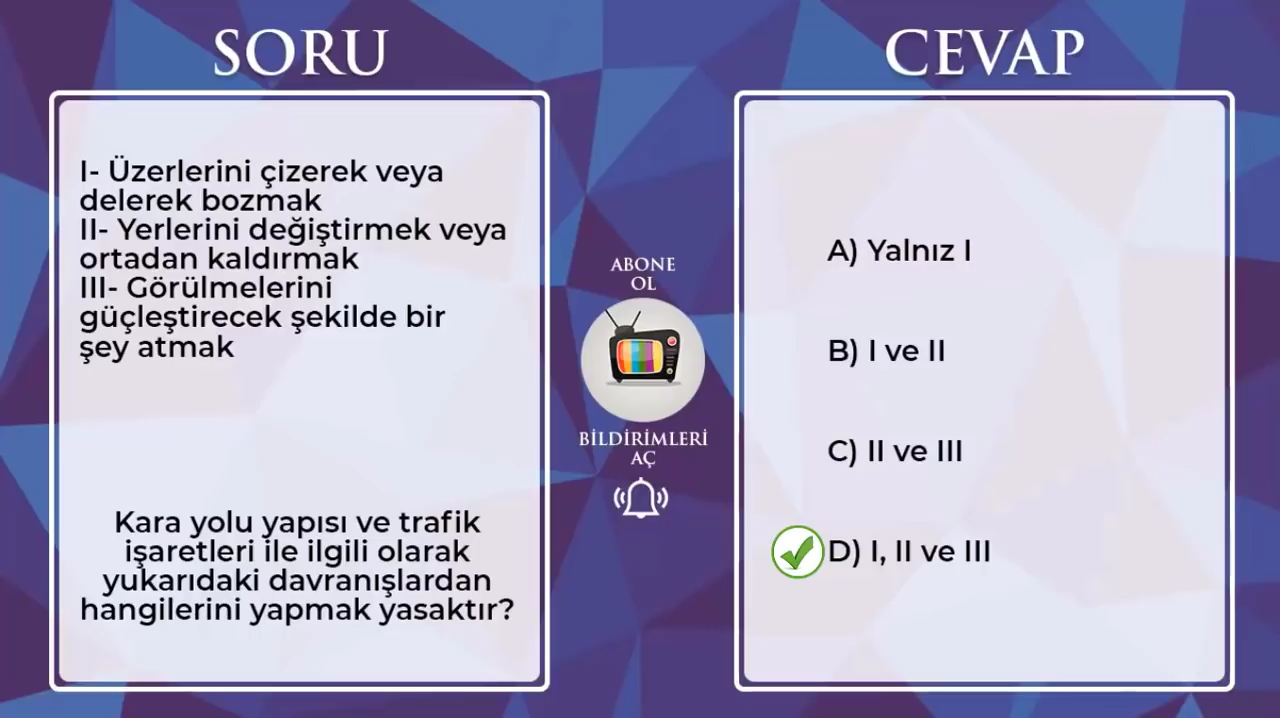 SORU
I- Üzerlerini çizerek veya
delerek bozmak
II- Yerlerini değiştirmek veya
ortadan kaldırmak
III- Görülmelerini
güçleştirecek şekilde bir
şey atmak
Kara yolu yapısı ve trafik
işaretleri ile ilgili olarak
yukarıdaki davranışlardan
hangilerini yapmak yasaktır?
ABONE
OL
BİLDİRİMLERİ
AÇ
CEVAP
A) Yalnız I
B) I ve II
C) II ve III
D) I, II ve III